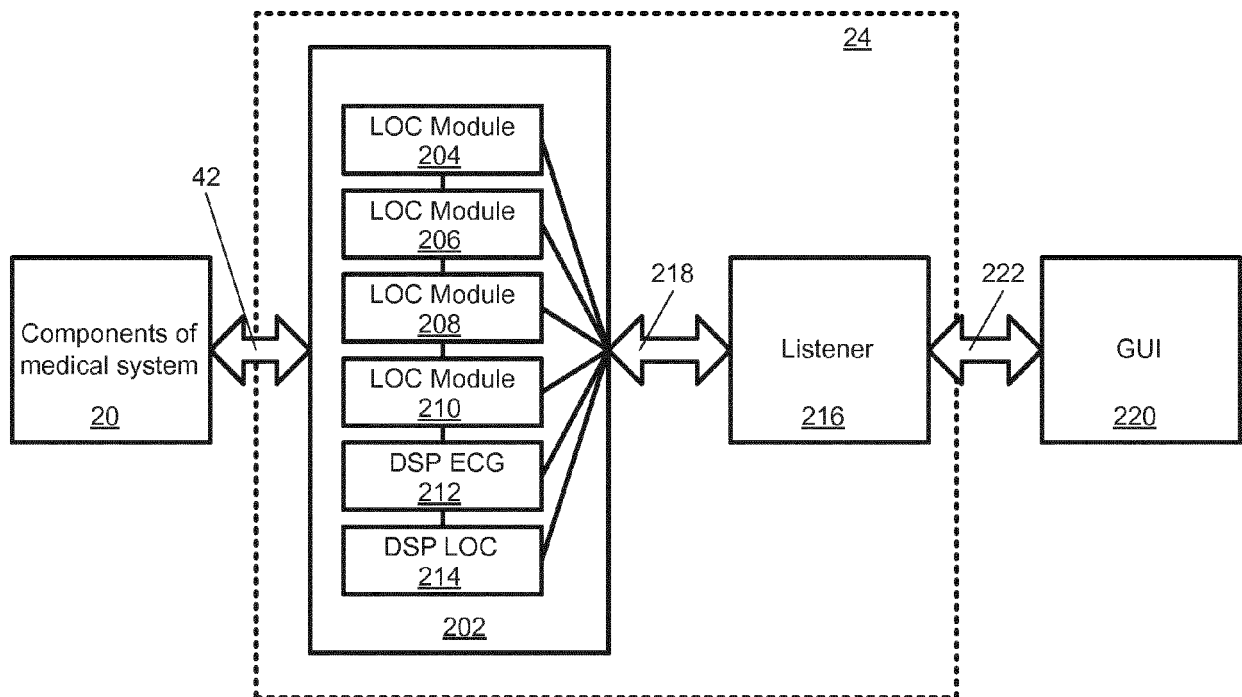 24
LOC Module
204
42
LOC Module
206
LOC Module
208
218
222
Components of
medical system
20
Listener
216
GUI
220
LOC Module
210
DSP ECG
212
DSP LOC
214
202